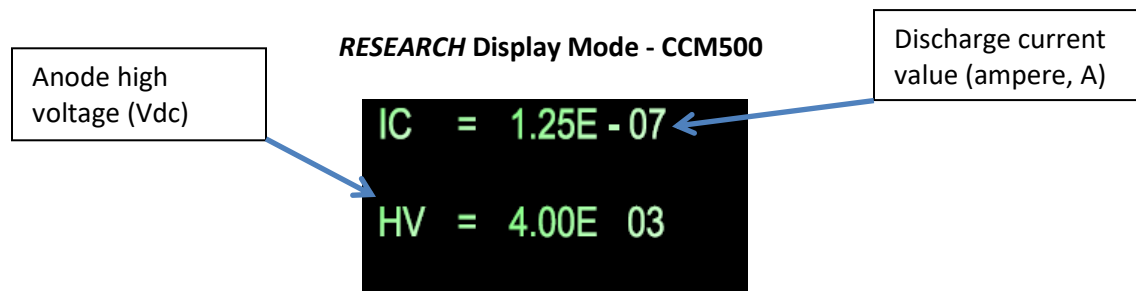 RESEARCH Display Mode - CCM500
Anode high
voltage (Vdc)
Discharge current
value (ampere, A)
IC = 1.25E - 07
HV = 4.00E 03